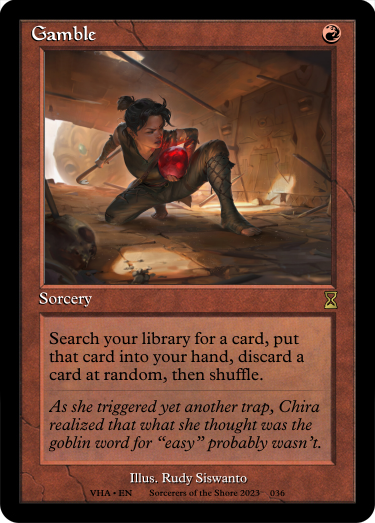 Gamble
Sorcery
Search your library for a card, put
that card into your hand, discard a
card at random, then shuffle.
As she triggered yet another trap, Chira
realized that what she thought was the
goblin word for “easy” probably wasn’t.
Illus. Rudy Siswanto
VHA • EN Sorcerers of the Shore 2023 036